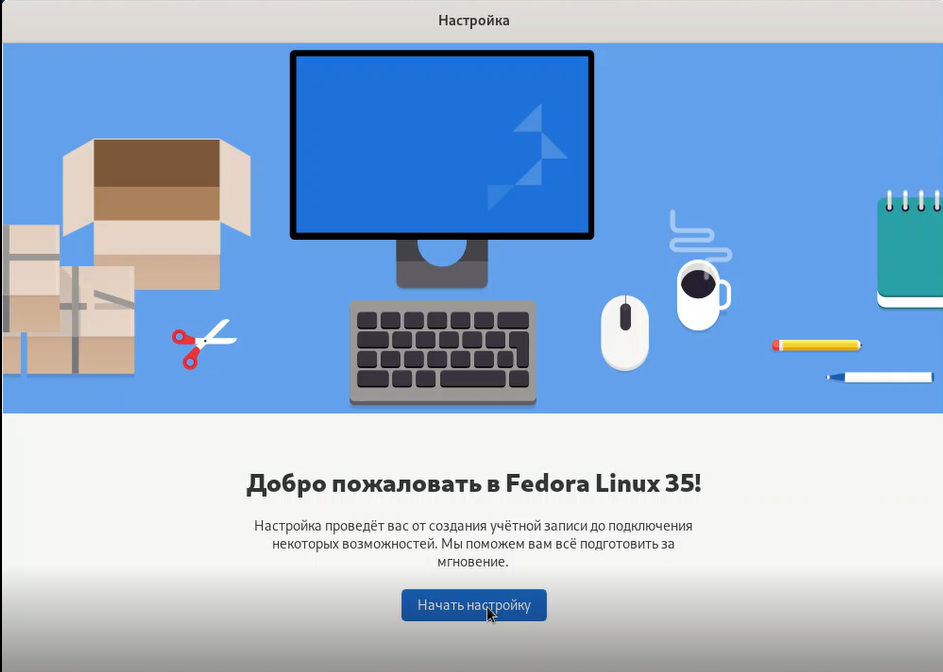 Настройка
Добро пожаловать в Fedora Linux 35!
Настройка проведёт вас от создания учётной записи до подключения
некоторых возможностей. Мы поможем вам всё подготовить за
мгновение.
Начать настройку